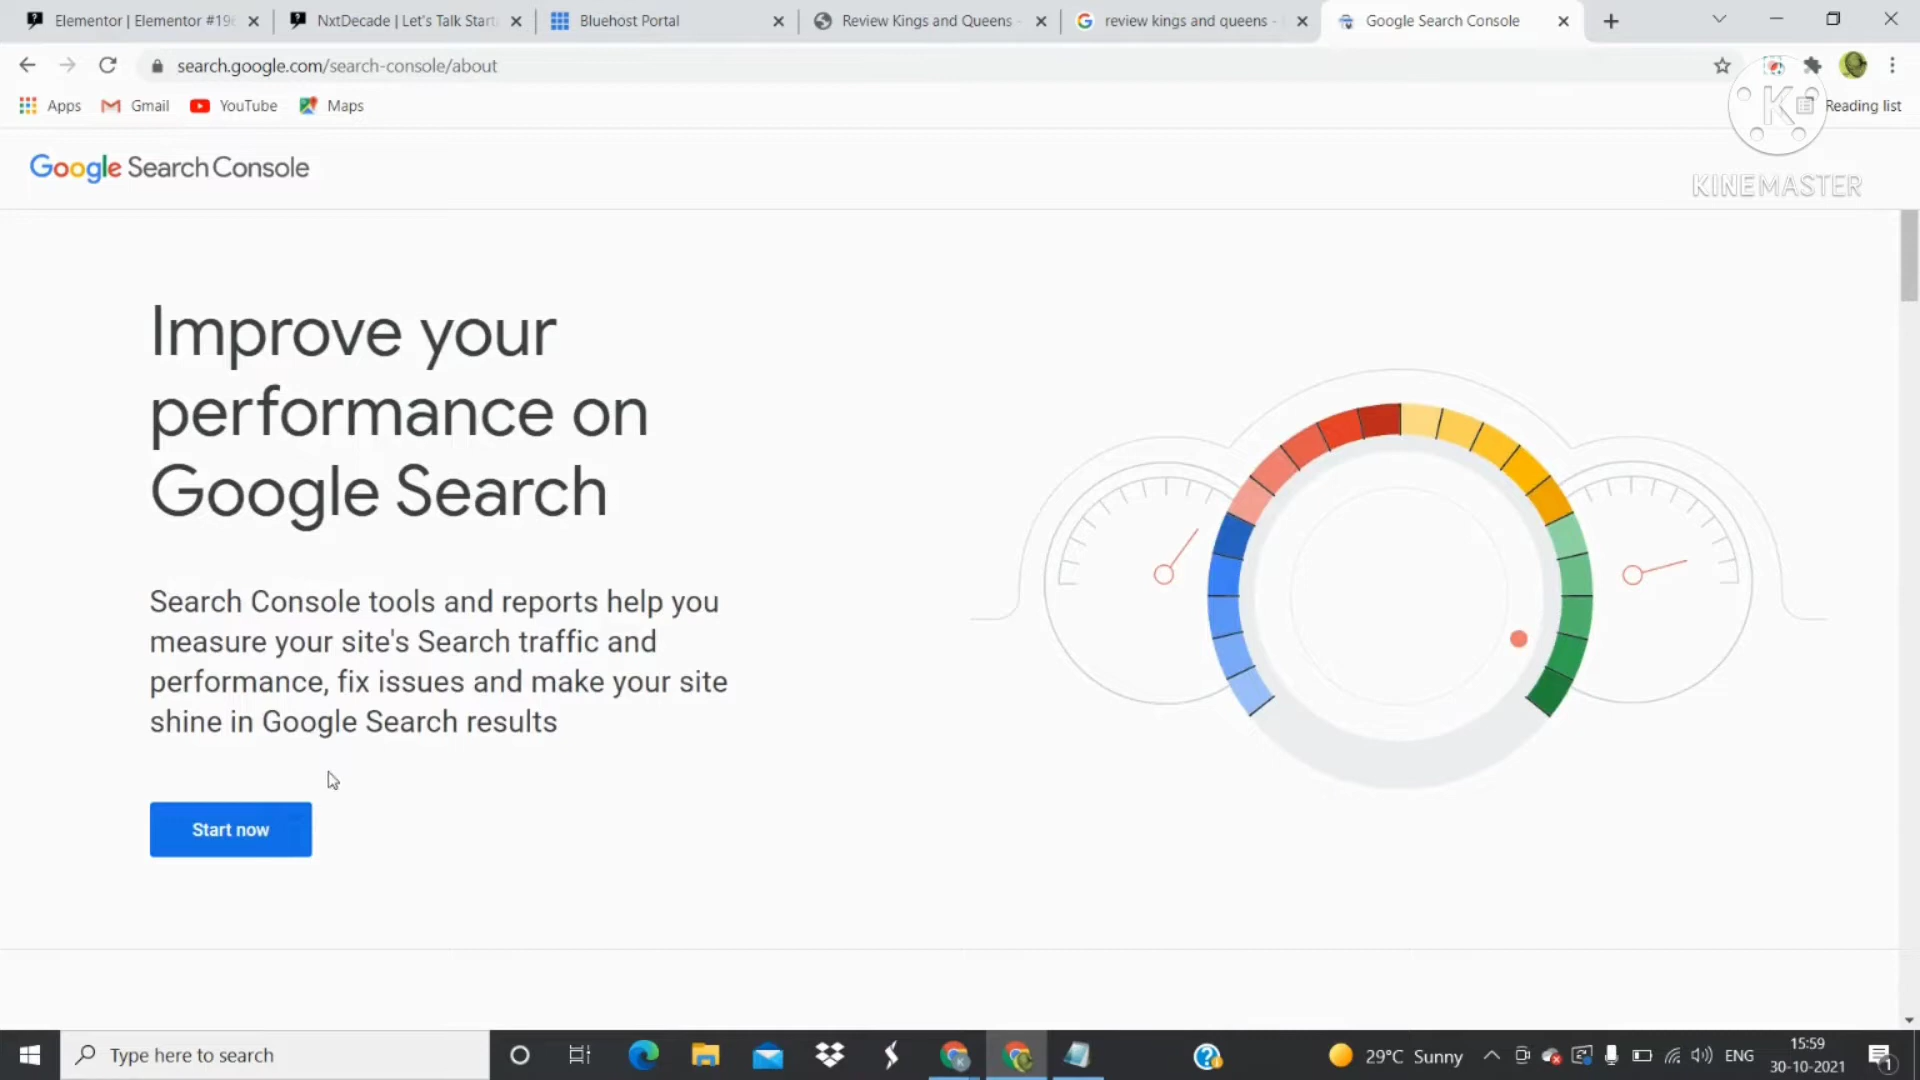 Elementor | Elementor #19
NxtDecade | Let's Talk Start
Bluehost Portal
Review Kings and Queens -
review kings and queens -
Google Search Console
search.google.com/search-console/about
Apps
Gmail
YouTube
Maps
Reading list
K
KINEMASTER
Google Search Console
Improve your
performance on
Google Search
Search Console tools and reports help you
measure your site's Search traffic and
performance, fix issues and make your site
shine in Google Search results
Start now
Type here to search
29°C Sunny
ENG
15:59
30-10-2021
1